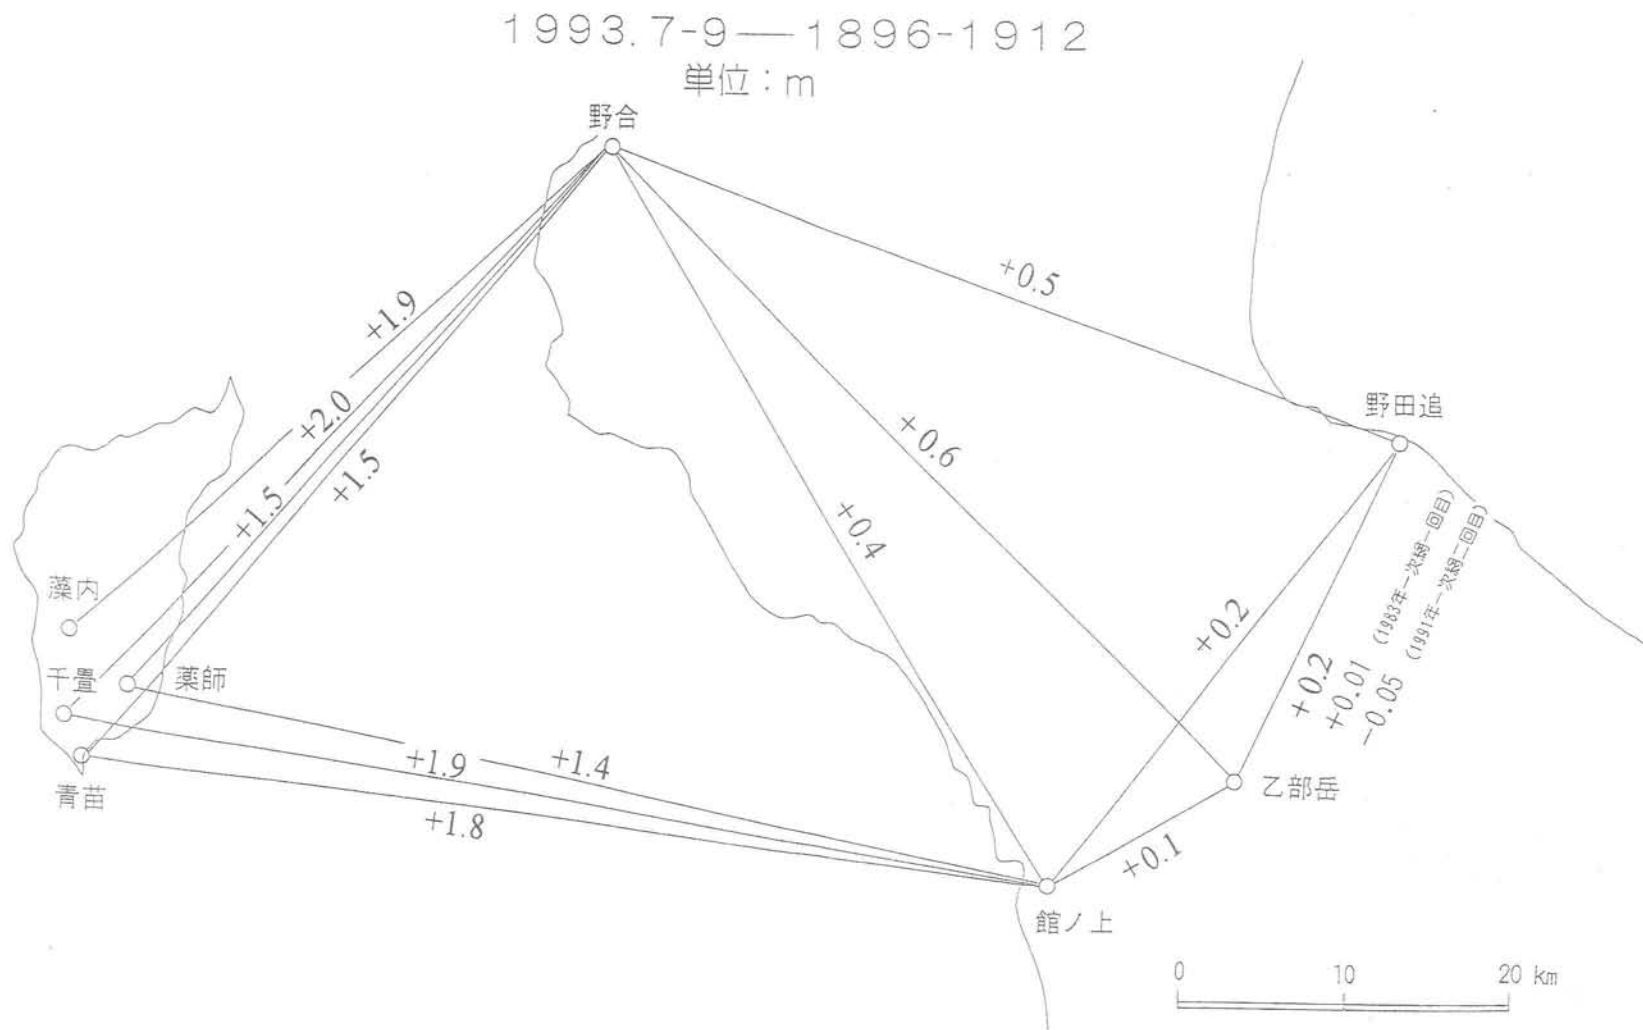 1993.7-9—1896-1912
単位：m
野合
+0.5
+1.9
+2.0
+1.5
+1.5
+0.6
+0.4
野田追
藻内
千畳
薬師
青苗
+1.9
+1.4
+1.8
+0.2
+0.2
+0.01 (1983年一次網一回目)
-0.05 (1991年一次網二回目)
乙部岳
+0.1
館ノ上
0 10 20 km